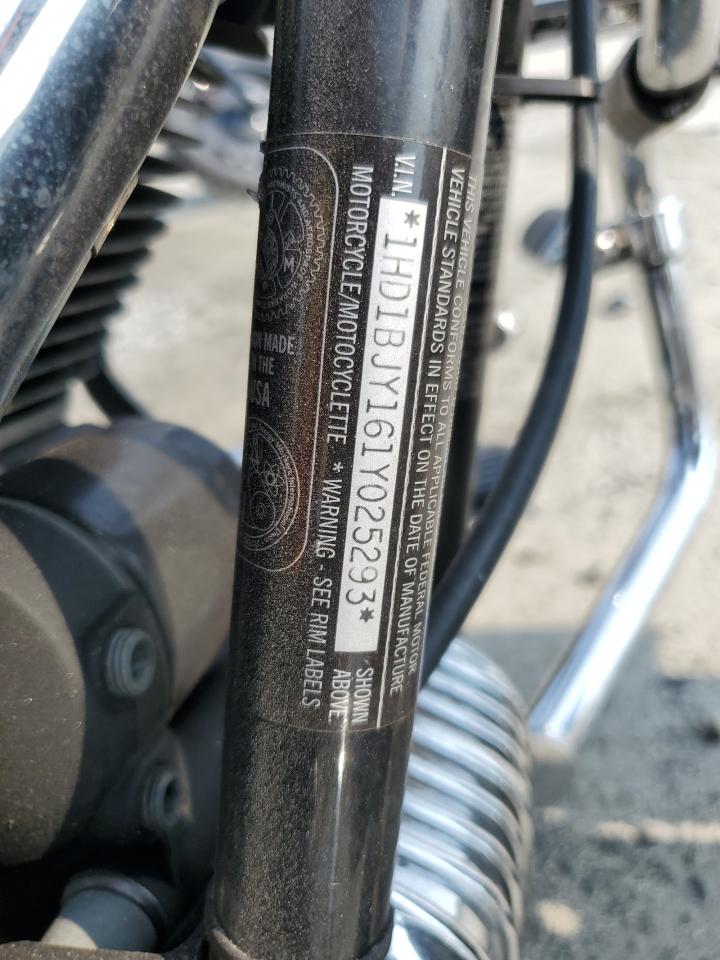 THIS VEHICLE CONFORMS TO ALL APPLICABLE FEDERAL MOTOR
VEHICLE STANDARDS IN EFFECT ON THE DATE OF MANUFACTURE
V.I.N. *1HD1BJY161Y025293* SHOWN
MOTORCYCLE/MOTOCYCLETTE * WARNING - SEE RIM LABELS ABOVE
MADE
THE
USA